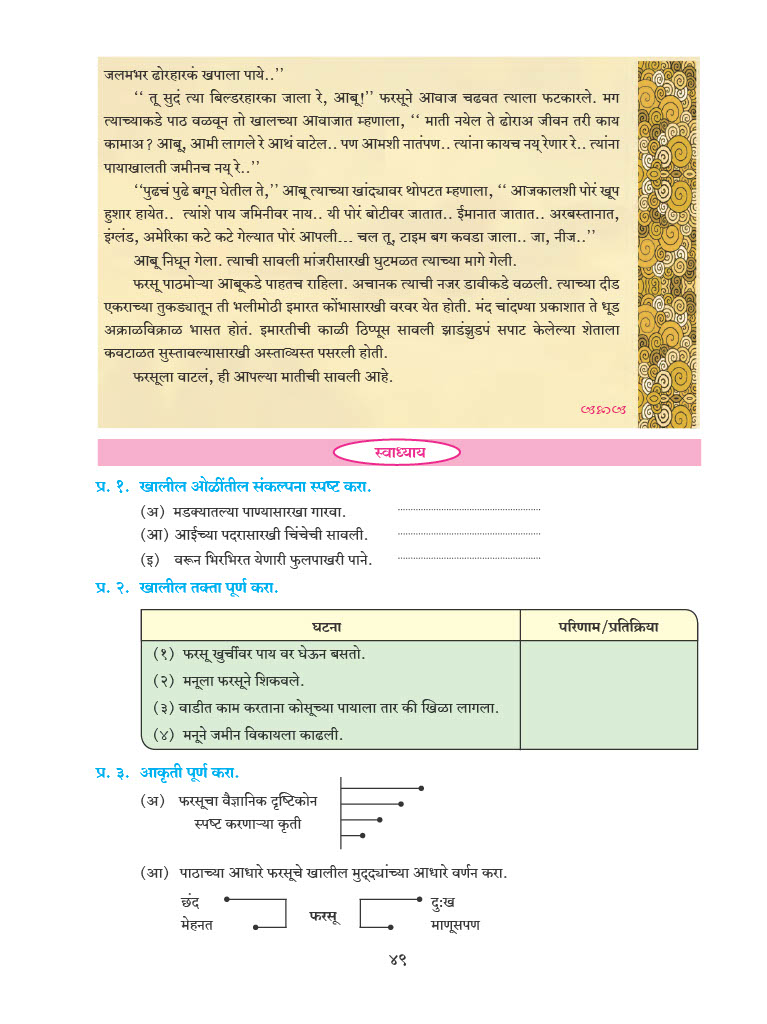 जलमभर ढोरहारकं खपाला पाये..’’
‘‘ तू सुदं त्या बिल्डरहारका जाला रे, आबू!’’ फरसूने आवाज चढवत त्याला फटकारले. मग
त्याच्याकडे पाठ वळवून तो खालच्या आवाजात म्हणाला, ‘‘ माती नयेल ते ढोराअ जीवन तरी काय
कामाअ? आबू, आमी लागले रे आथं वाटेल.. पण आमशी नातंपण.. त्यांना कायच नय् रेणार रे.. त्यांना
पायाखालती जमीनच नय् रे..’’
‘‘पुढचं पुढे बगून घेतील ते,’’ आबू त्याच्या खांद्यावर थोपटत म्हणाला, ‘‘ आजकालशी पोरं खूप
हुशार हायेत.. त्यांशे पाय जमिनीवर नाय.. यी पोरं बोटीवर जातात.. ईमानात जातात.. अरबस्तानात,
इंग्लंड, अमेरिका कटे कटे गेल्यात पोरं आपली... चल तू, टाइम बग कवडा जाला.. जा, नीज..’’
आबू निधून गेला. त्याची सावली मांजरीसारखी घुटमळत त्याच्या मागे गेली.
फरसू पाठमोऱ्या आबूकडे पाहतच राहिला. अचानक त्याची नजर डावीकडे वळली. त्याच्या दीड
एकराच्या तुकड्यातून ती भलीमोठी इमारत कोंभासारखी वरवर येत होती. मंद चांदण्या प्रकाशात ते धूड
अक्राळविक्राळ भासत होतं. इमारतीची काळी ठिप्पूस सावली झाडंझुडपं सपाट केलेल्या शेताला
कवटाळत सुस्तावल्यासारखी अस्ताव्यस्त पसरली होती.
फरसूला वाटलं, ही आपल्या मातीची सावली आहे.
स्वाध्याय
प्र. १. खालील ओळींतील संकल्पना स्पष्ट करा.
(अ) मडक्यातल्या पाण्यासारखा गारवा. ........................................
(आ) आईच्या पदरासारखी चिंचेची सावली. ........................................
(इ) वरून भिरभिरत येणारी फुलपाखरी पाने. ........................................
प्र. २. खालील तक्ता पूर्ण करा.
घटना परिणाम/प्रतिक्रिया
(१) फरसू खुर्चीवर पाय वर घेऊन बसतो.
(२) मनूला फरसूने शिकवले.
(३) वाडीत काम करताना कोसूच्या पायाला तार की खिळा लागला.
(४) मनूने जमीन विकायला काढली.
प्र. ३. आकृती पूर्ण करा.
(अ) फरसूचा वैज्ञानिक दृष्टिकोन
स्पष्ट करणाऱ्या कृती
(आ) पाठाच्या आधारे फरसूचे खालील मुद्द्यांच्या आधारे वर्णन करा.
छंद दुःख
फरसू
मेहनत माणूसपण
४९